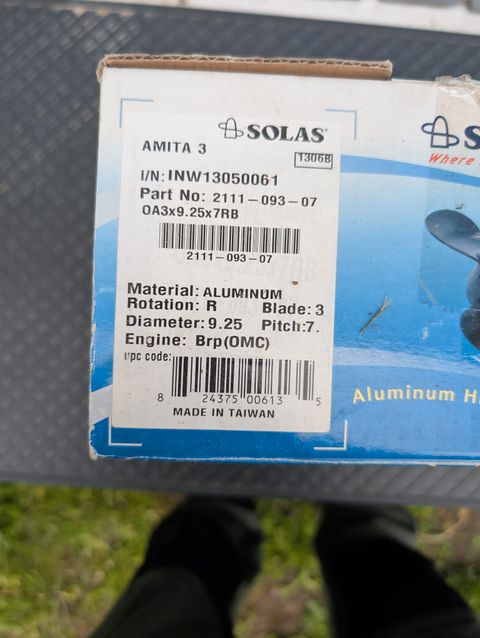 SOLAS
AMITA 3
1306B
I/N: INW13050061
Part No: 2111-093-07
OA3x9.25x7RB
2111-093-07
Material: ALUMINUM
Rotation: R Blade: 3
Diameter: 9.25 Pitch:7.
Engine: Brp(OMC)
upc code:
8 24375 00613 5
MADE IN TAIWAN
S
Where
Aluminum H